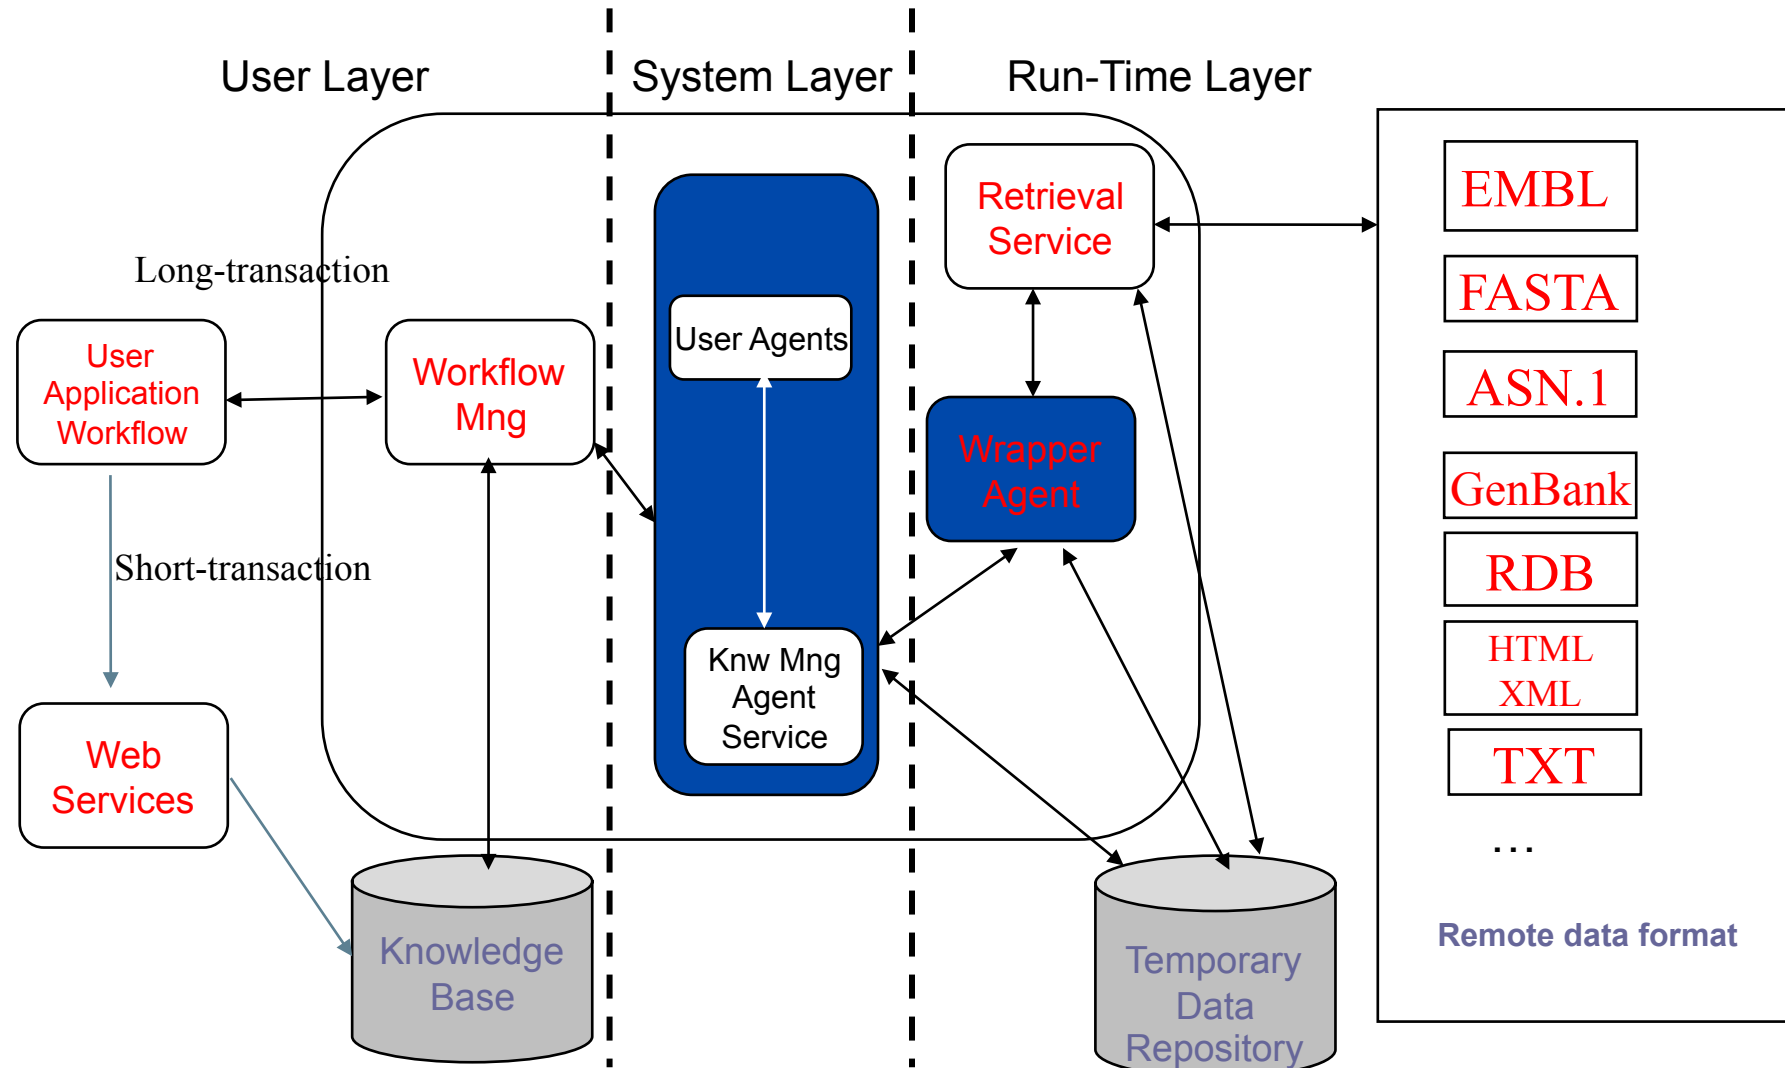 User Layer
System Layer
Run-Time Layer
Long-transaction
User
Application
Workflow
Workflow
Mng
Short-transaction
Web
Services
Knowledge
Base
User Agents
Knw Mng
Agent
Service
Retrieval
Service
Wrapper
Agent
Temporary
Data
Repository
EMBL
FASTA
ASN.1
GenBank
RDB
HTML
XML
TXT
...
Remote data format